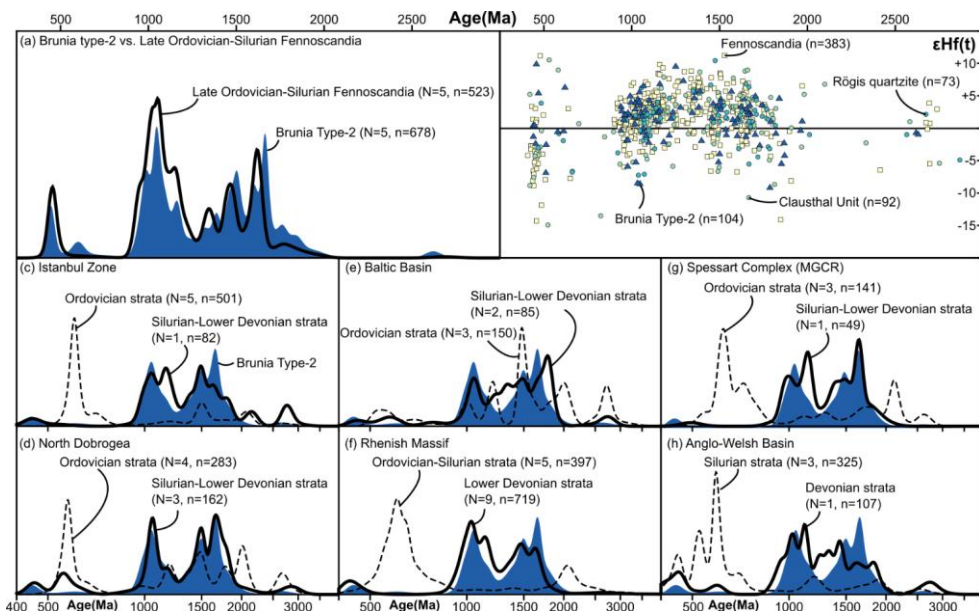 Age(Ma)
500 1000 1500 2000 2500
Age(Ma)
500 1000 1500 2000 2500
(a) Brunia type-2 vs. Late Ordovician-Silurian Fennoscandia
Late Ordovician-Silurian Fennoscandia
(N=5, n=523)
Brunia Type-2 (N=5, n=678)
εHf(t)
+10
+5
0
-5
-10
-15
Fennoscandia (n=383)
Rögis quartzite (n=73)
Brunia Type-2 (n=104)
Clausthal Unit (n=92)
(c) Istanbul Zone
Ordovician strata (N=5, n=501)
Silurian-Lower Devonian strata
(N=1, n=82)
Brunia Type-2
(e) Baltic Basin
Silurian-Lower Devonian strata
(N=2, n=85)
Ordovician strata (N=3, n=150)
(g) Spessart Complex (MGCR)
Ordovician strata (N=3, n=141)
Silurian-Lower Devonian strata
(N=1, n=49)
(d) North Dobrogea
Ordovician strata (N=4, n=283)
Silurian-Lower Devonian strata
(N=3, n=162)
(f) Rhenish Massif
Ordovician-Silurian strata (N=5, n=397)
Lower Devonian strata
(N=9, n=719)
(h) Anglo-Welsh Basin
Silurian strata (N=3, n=325)
Devonian strata
(N=1, n=107)
400 500 Age(Ma) 1000 1500 2000 3000
500 Age(Ma) 1000 1500 2000 3000
500 Age(Ma) 1000 1500 2000 3000